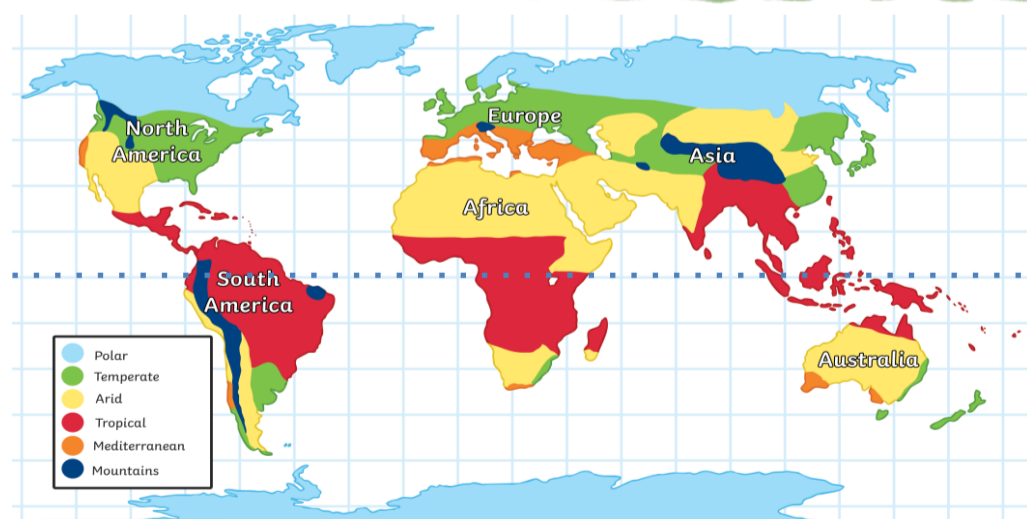 Europe
North
America
Asia
Africa
South
America
Australia
Polar
Temperate
Arid
Tropical
Mediterranean
Mountains